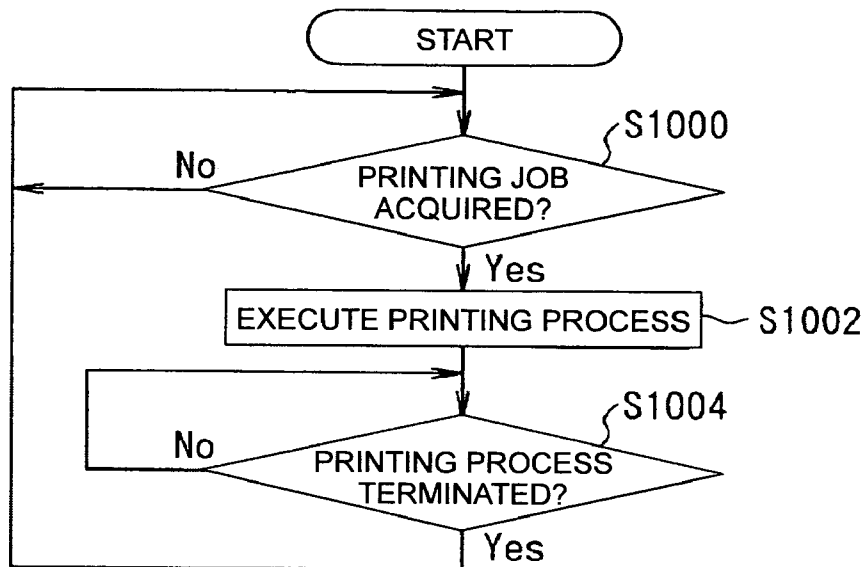 START
S1000
No
PRINTING JOB
ACQUIRED?
Yes
EXECUTE PRINTING PROCESS
S1002
S1004
No
PRINTING PROCESS
TERMINATED?
Yes